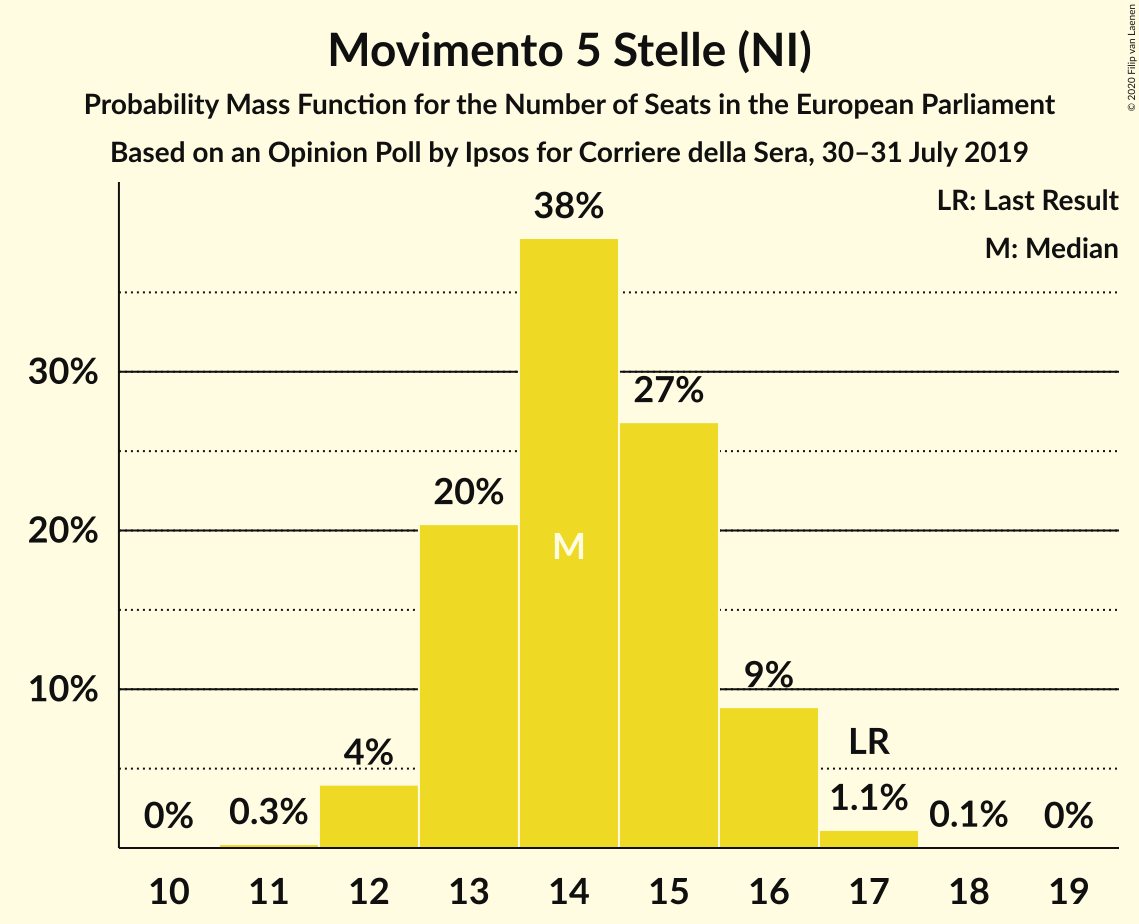 Movimento 5 Stelle (NI)
Probability Mass Function for the Number of Seats in the European Parliament
Based on an Opinion Poll by Ipsos for Corriere della Sera, 30–31 July 2019
© 2020 Filip van Laenen
LR: Last Result
M: Median
38%
30%
27%
20%
20%
M
10%
9%
LR
4%
1.1%
0%
0.3%
0.1%
0%
10 11 12 13 14 15 16 17 18 19